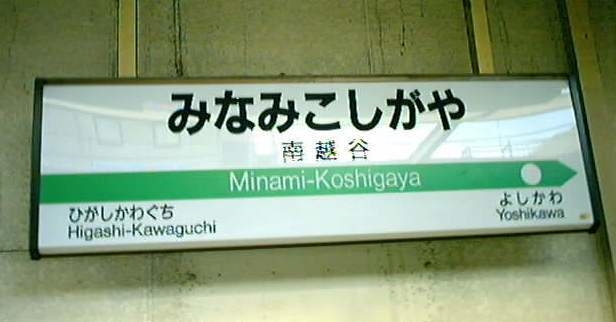 みなみこしがや
南越谷
Minami-Koshigaya
ひがしかわぐち
Higashi-Kawaguchi
よしかわ
Yoshikawa